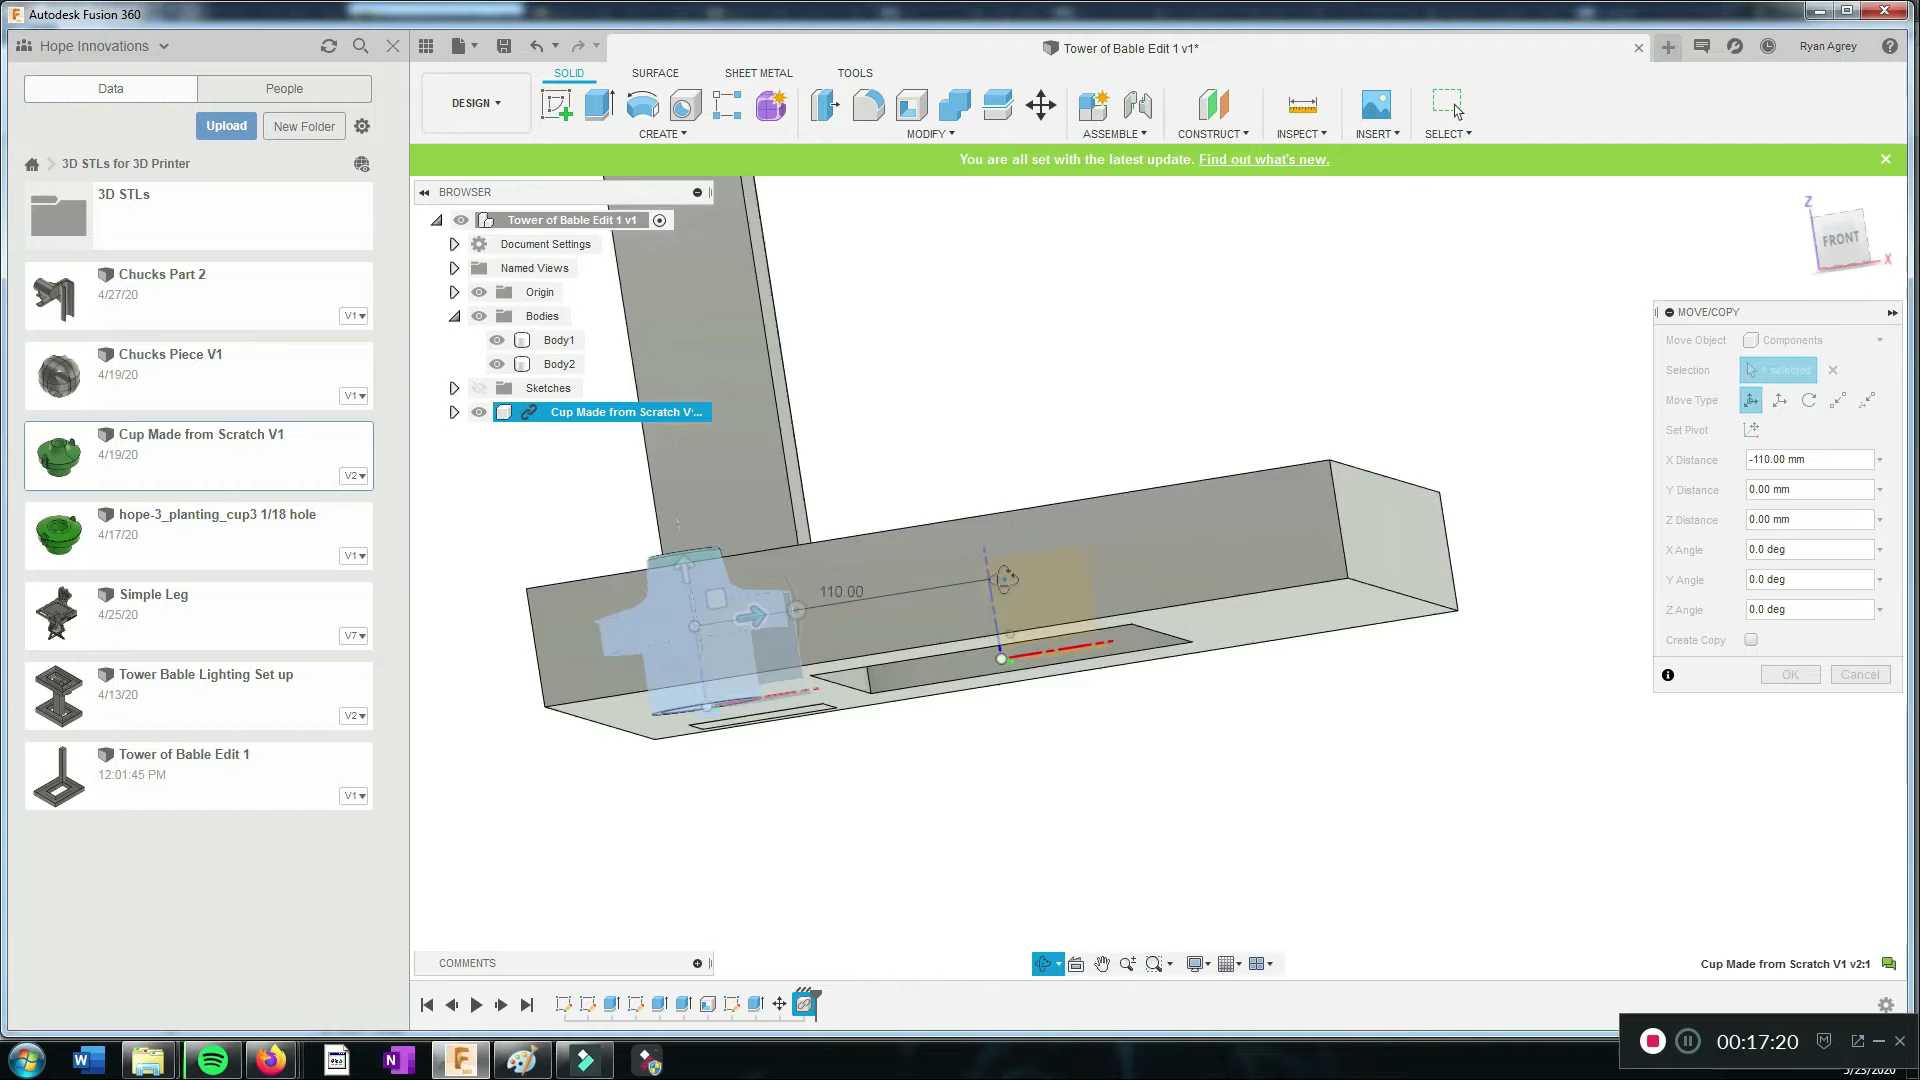 Autodesk Fusion 360
Hope Innovations
Tower of Bable Edit 1 v1*
Ryan Agrey
Data
People
Upload
New Folder
3D STLs for 3D Printer
3D STLs
Chucks Part 2
4/27/20
V1
Chucks Piece V1
4/19/20
V1
Cup Made from Scratch V1
4/19/20
V2
hope-3_planting_cup3 1/18 hole
4/17/20
V1
Simple Leg
4/25/20
V7
Tower Bable Lighting Set up
4/13/20
V2
Tower of Bable Edit 1
12:01:45 PM
V1
SOLID
SURFACE
SHEET METAL
TOOLS
DESIGN
CREATE
MODIFY
ASSEMBLE
CONSTRUCT
INSPECT
INSERT
SELECT
You are all set with the latest update. Find out what's new.
BROWSER
Tower of Bable Edit 1 v1
Document Settings
Named Views
Origin
Bodies
Body1
Body2
Sketches
Cup Made from Scratch V·...
110.00
Z
FRONT
X
MOVE/COPY
Move Object
Components
Selection
1 selected
Move Type
Set Pivot
X Distance
-110.00 mm
Y Distance
0.00 mm
Z Distance
0.00 mm
X Angle
0.0 deg
Y Angle
0.0 deg
Z Angle
0.0 deg
Create Copy
OK
Cancel
COMMENTS
Cup Made from Scratch V1 v2:1
00:17:20
5/23/2020